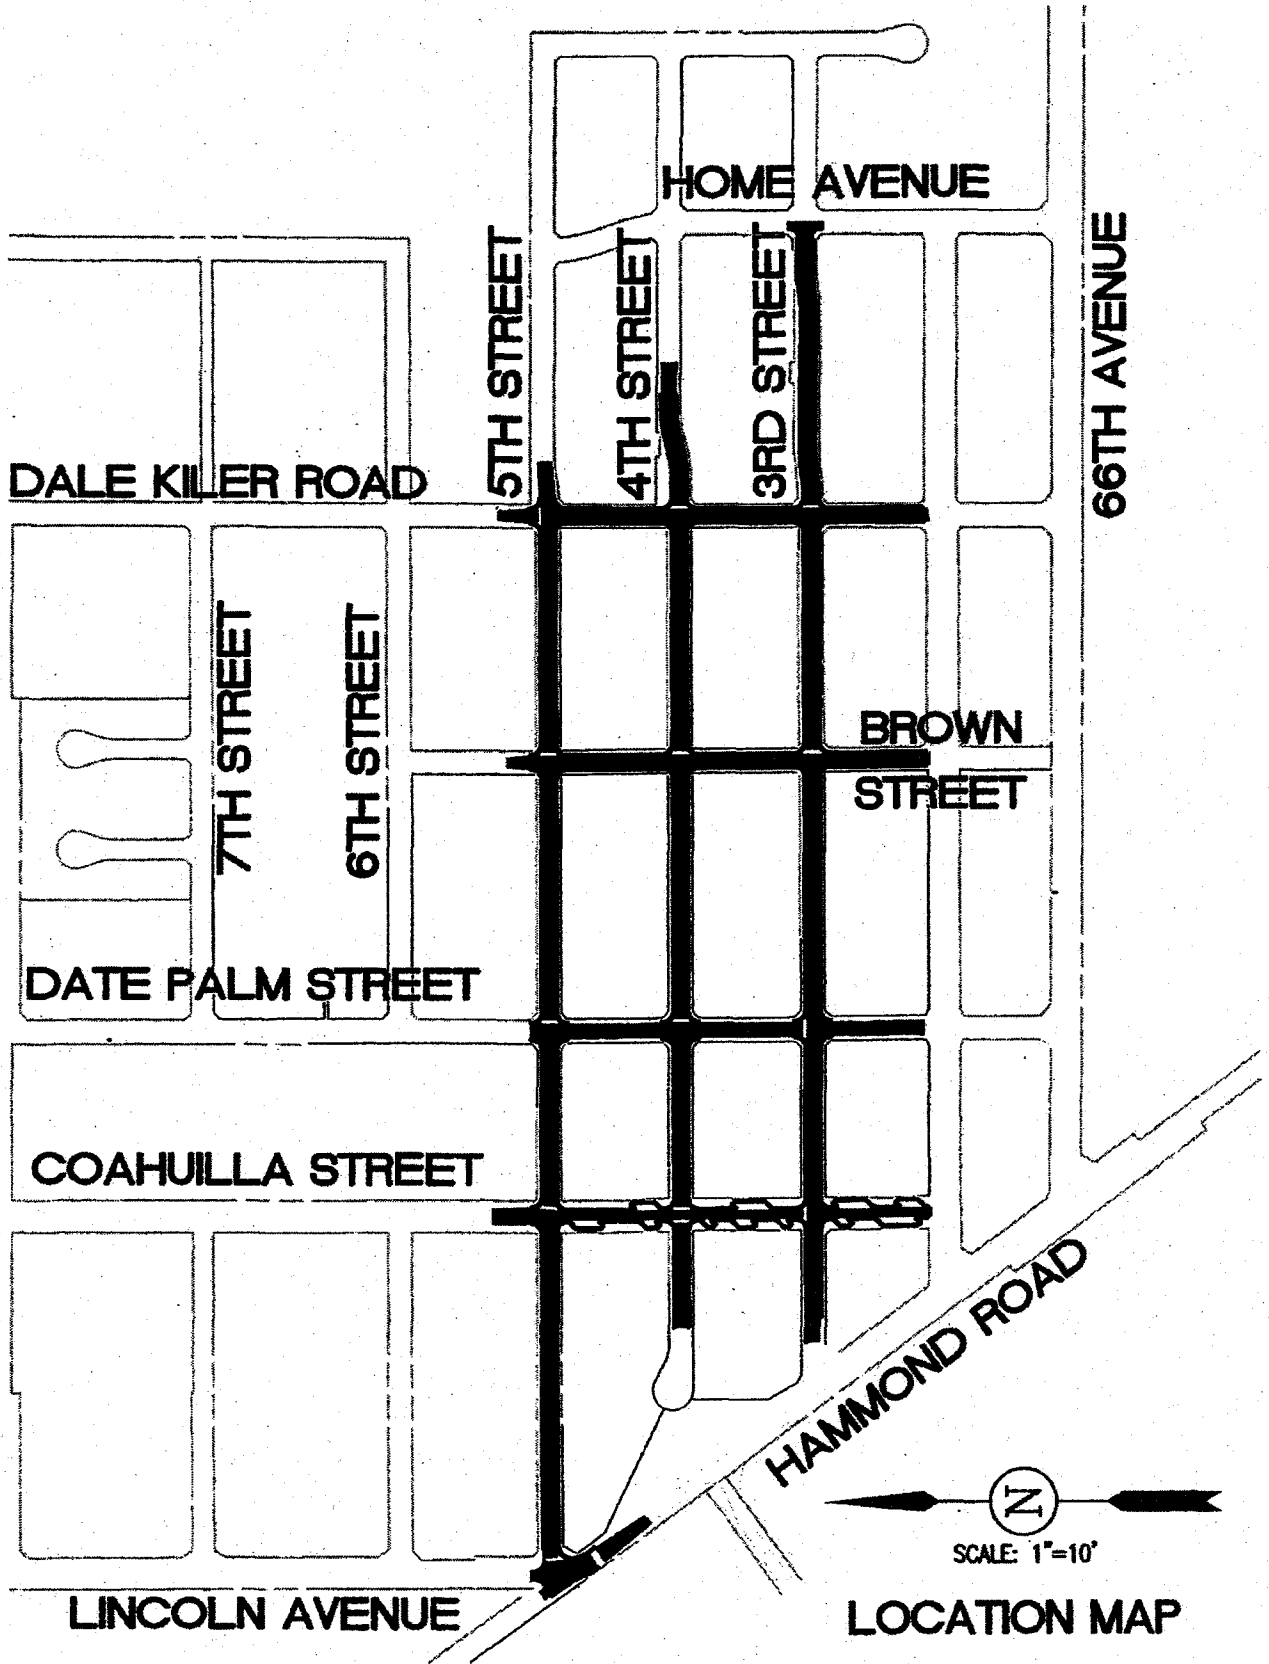 HOME AVENUE
5TH STREET
4TH STREET
3RD STREET
66TH AVENUE
DALE KILER ROAD
7TH STREET
6TH STREET
BROWN
STREET
DATE PALM STREET
COAHUILLA STREET
HAMMOND ROAD
N
SCALE: 1"=10'
LINCOLN AVENUE
LOCATION MAP